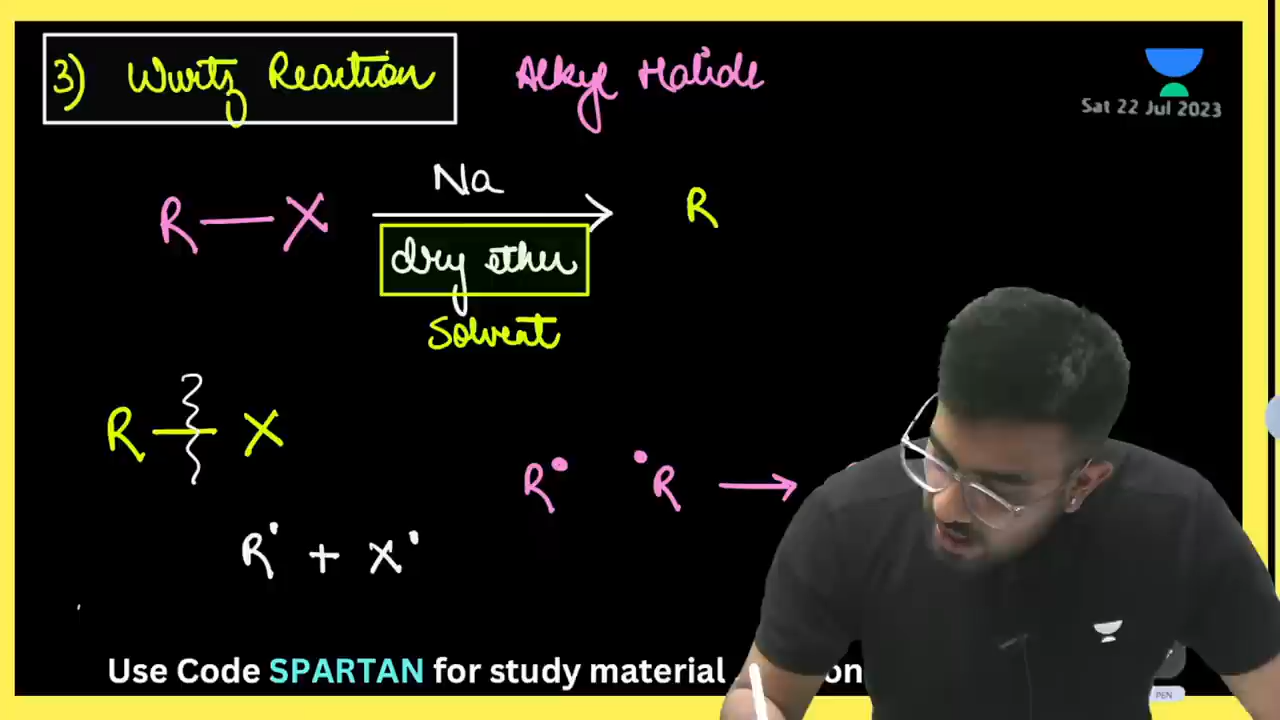 3) Wurtz Reaction
Alkyl Halide
Sat 22 Jul 2023
Na
R — X → R
dry ether
Solvent
R — X
R• •R →
R• + X•
Use Code SPARTAN for study material
PEN